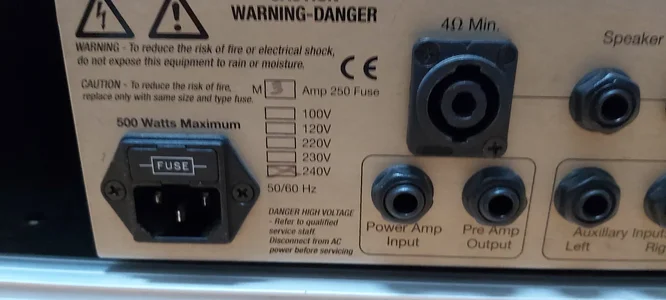 WARNING-DANGER
WARNING - To reduce the risk of fire or electrical shock,
do not expose this equipment to rain or moisture.
CE
CAUTION - To reduce the risk of fire,
replace only with same size and type fuse.
M 3 Amp 250 Fuse
500 Watts Maximum
100V
120V
220V
230V
240V
50/60 Hz
FUSE
DANGER HIGH VOLTAGE
- Refer to qualified
service staff.
Disconnect from AC
power before servicing
4Ω Min.
Speaker
Power Amp
Input
Pre Amp
Output
Auxillary
Left